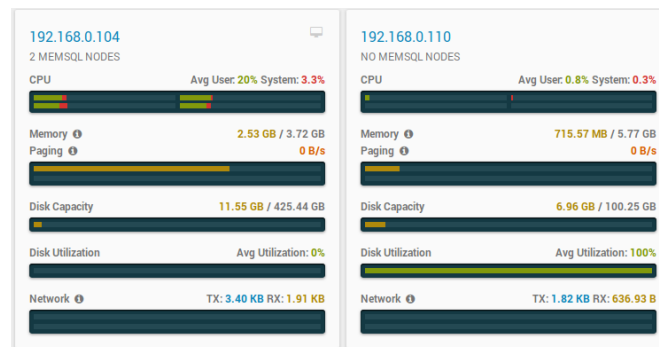 192.168.0.104
2 MEMSQL NODES
CPU Avg User: 20% System: 3.3%
Memory 2.53 GB / 3.72 GB
Paging 0 B/s
Disk Capacity 11.55 GB / 425.44 GB
Disk Utilization Avg Utilization: 0%
Network TX: 3.40 KB RX: 1.91 KB
192.168.0.110
NO MEMSQL NODES
CPU Avg User: 0.8% System: 0.3%
Memory 715.57 MB / 5.77 GB
Paging 0 B/s
Disk Capacity 6.96 GB / 100.25 GB
Disk Utilization Avg Utilization: 100%
Network TX: 1.82 KB RX: 636.93 B